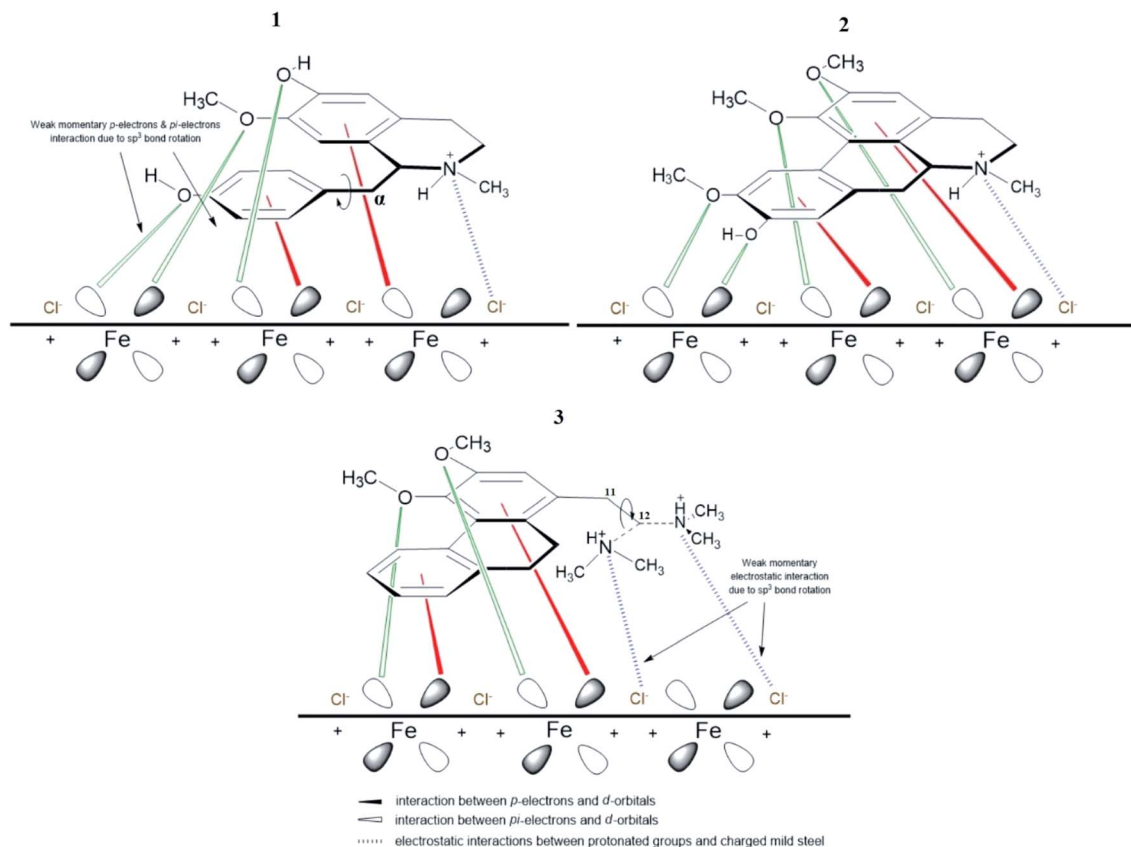 1
H
O
H₃C
O
Weak momentary p-electrons & pi-electrons
interaction due to sp³ bond rotation
H
O
α
+
N
H
CH₃
Cl⁻ Cl⁻ Cl⁻ Cl⁻
+ Fe + + Fe + + Fe +
2
OCH₃
H₃C
O
H₃C
O
H-O
+
N
H
CH₃
Cl⁻ Cl⁻ Cl⁻ Cl⁻
+ Fe + + Fe + + Fe +
3
O CH₃
H₃C
O
11
12
+
H
N
CH₃
CH₃
H+
N
H₃C
CH₃
Weak momentary
electrostatic interaction
due to sp³ bond rotation
Cl⁻ Cl⁻ Cl⁻ Cl⁻
+ Fe + + Fe + + Fe +
interaction between p-electrons and d-orbitals
interaction between pi-electrons and d-orbitals
electrostatic interactions between protonated groups and charged mild steel